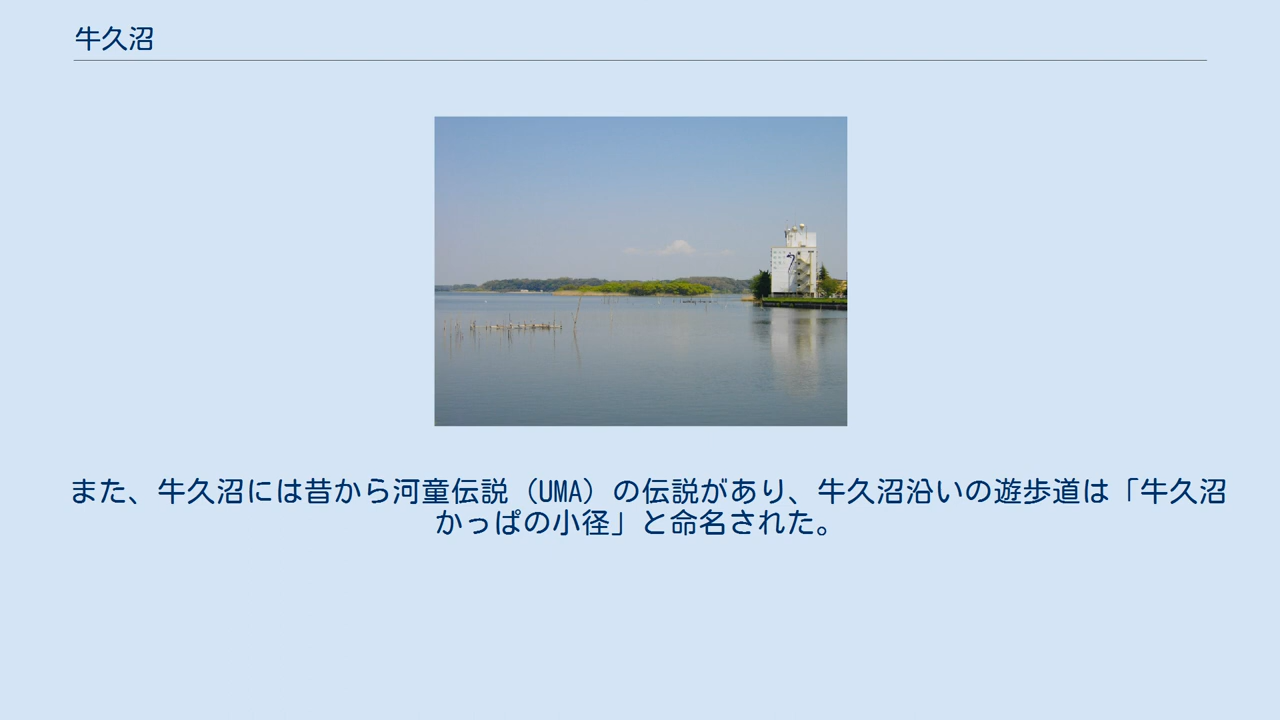 牛久沼
また、牛久沼には昔から河童伝説（UMA）の伝説があり、牛久沼沿いの遊歩道は「牛久沼
かっぱの小径」と命名された。